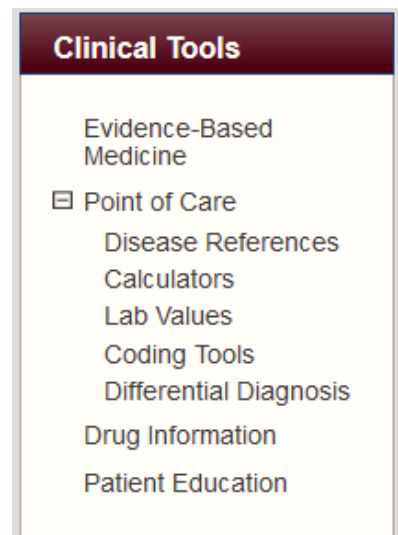 Clinical Tools
Evidence-Based
Medicine
Point of Care
Disease References
Calculators
Lab Values
Coding Tools
Differential Diagnosis
Drug Information
Patient Education